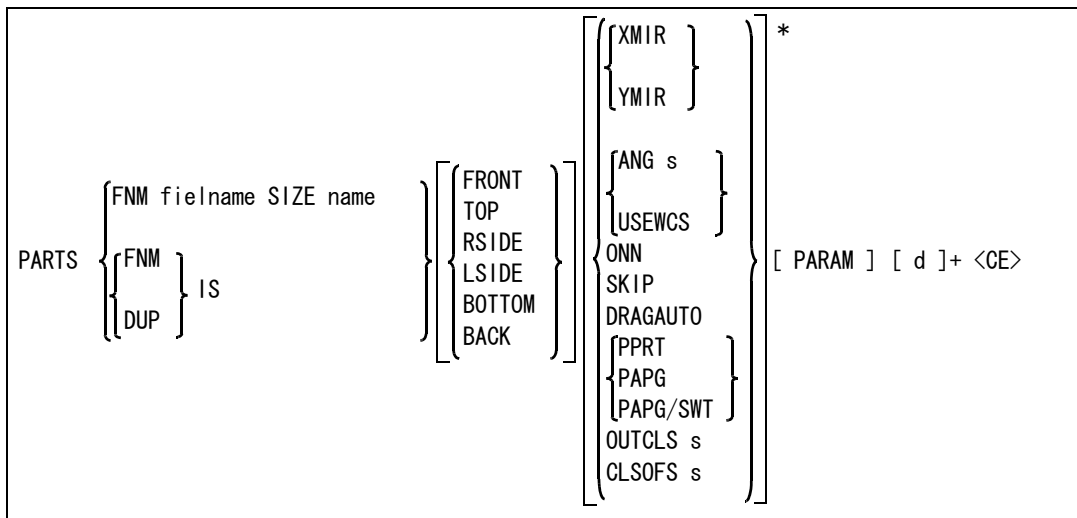 PARTS
FNM fielname SIZE name
FNM
DUP
IS
FRONT
TOP
RSIDE
LSIDE
BOTTOM
BACK
XMIR
YMIR
ANG s
USEWCS
ONN
SKIP
DRAGAUTO
PPRT
PAPG
PAPG/SWT
OUTCLS s
CLSOFS s
*
[ PARAM ] [ d ]+ <CE>